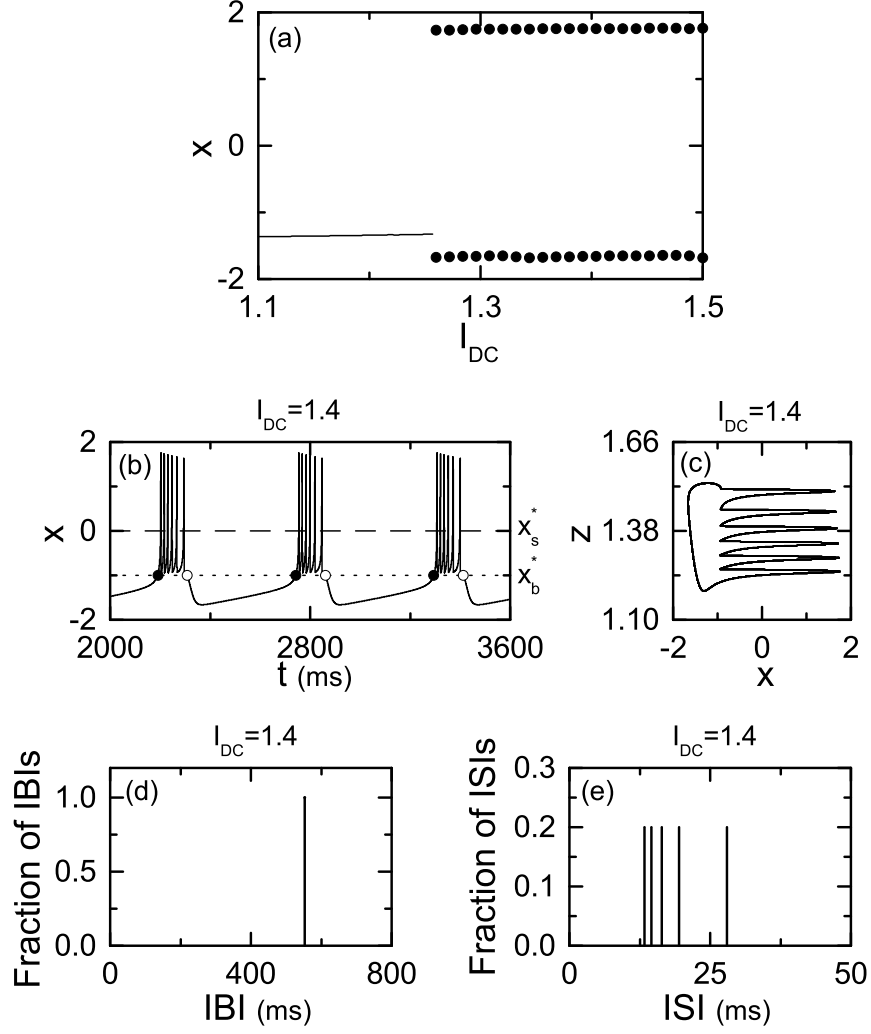 (a)
2
0
-2
x
1.1 1.3 1.5
I_DC
I_DC=1.4
(b)
2
0
-1
-2
x
x_s^*
x_b^*
2000 2800 3600
t (ms)
I_DC=1.4
(c)
1.66
1.38
1.10
z
-2 0 2
x
I_DC=1.4
(d)
1.0
0.5
0.0
Fraction of IBIs
0 400 800
IBI (ms)
I_DC=1.4
(e)
0.3
0.2
0.1
0.0
Fraction of ISIs
0 25 50
ISI (ms)